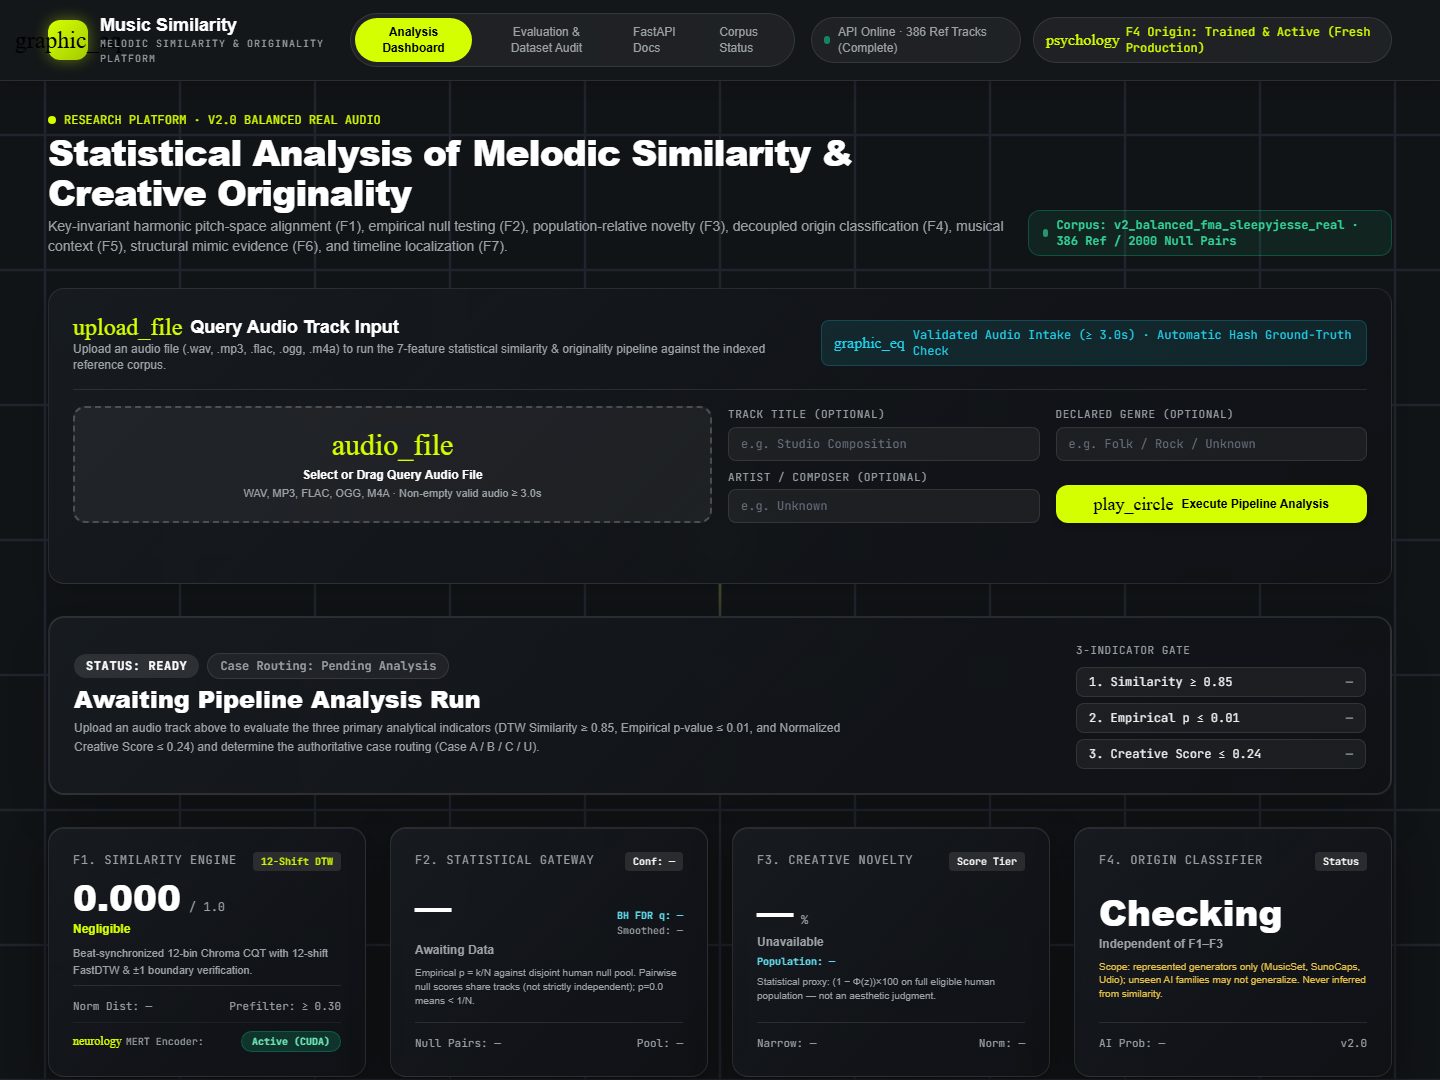 graphic_eq
Music Similarity
MELODIC SIMILARITY & ORIGINALITY
PLATFORM
Analysis
Dashboard
Evaluation &
Dataset Audit
FastAPI
Docs
Corpus
Status
API Online · 386 Ref Tracks
(Complete)
psychology
F4 Origin: Trained & Active (Fresh
Production)
RESEARCH PLATFORM · V2.0 BALANCED REAL AUDIO
Statistical Analysis of Melodic Similarity &
Creative Originality
Key-invariant harmonic pitch-space alignment (F1), empirical null testing (F2), population-relative novelty (F3), decoupled origin classification (F4), musical
context (F5), structural mimic evidence (F6), and timeline localization (F7).
Corpus: v2_balanced_fma_sleepyjesse_real ·
386 Ref / 2000 Null Pairs
upload_file Query Audio Track Input
Upload an audio file (.wav, .mp3, .flac, .ogg, .m4a) to run the 7-feature statistical similarity & originality pipeline against the indexed
reference corpus.
graphic_eq
Validated Audio Intake (≥ 3.0s) · Automatic Hash Ground-Truth
Check
audio_file
Select or Drag Query Audio File
WAV, MP3, FLAC, OGG, M4A · Non-empty valid audio ≥ 3.0s
TRACK TITLE (OPTIONAL)
e.g. Studio Composition
DECLARED GENRE (OPTIONAL)
e.g. Folk / Rock / Unknown
ARTIST / COMPOSER (OPTIONAL)
e.g. Unknown
play_circle Execute Pipeline Analysis
STATUS: READY
Case Routing: Pending Analysis
Awaiting Pipeline Analysis Run
Upload an audio track above to evaluate the three primary analytical indicators (DTW Similarity ≥ 0.85, Empirical p-value ≤ 0.01, and Normalized
Creative Score ≤ 0.24) and determine the authoritative case routing (Case A / B / C / U).
3-INDICATOR GATE
1. Similarity ≥ 0.85 —
2. Empirical p ≤ 0.01 —
3. Creative Score ≤ 0.24 —
F1. SIMILARITY ENGINE
12-Shift DTW
0.000 / 1.0
Negligible
Beat-synchronized 12-bin Chroma CQT with 12-shift
FastDTW & ±1 boundary verification.
Norm Dist: —
Prefilter: ≥ 0.30
neurology MERT Encoder:
Active (CUDA)
F2. STATISTICAL GATEWAY
Conf: —
—
BH FDR q: —
Smoothed: —
Awaiting Data
Empirical p = k/N against disjoint human null pool. Pairwise
null scores share tracks (not strictly independent); p=0.0
means < 1/N.
Null Pairs: —
Pool: —
F3. CREATIVE NOVELTY
Score Tier
— %
Unavailable
Population: —
Statistical proxy: (1 − Φ(z))×100 on full eligible human
population — not an aesthetic judgment.
Narrow: —
Norm: —
F4. ORIGIN CLASSIFIER
Status
Checking
Independent of F1–F3
Scope: represented generators only (MusicSet, SunoCaps,
Udio); unseen AI families may not generalize. Never inferred
from similarity.
AI Prob: —
v2.0